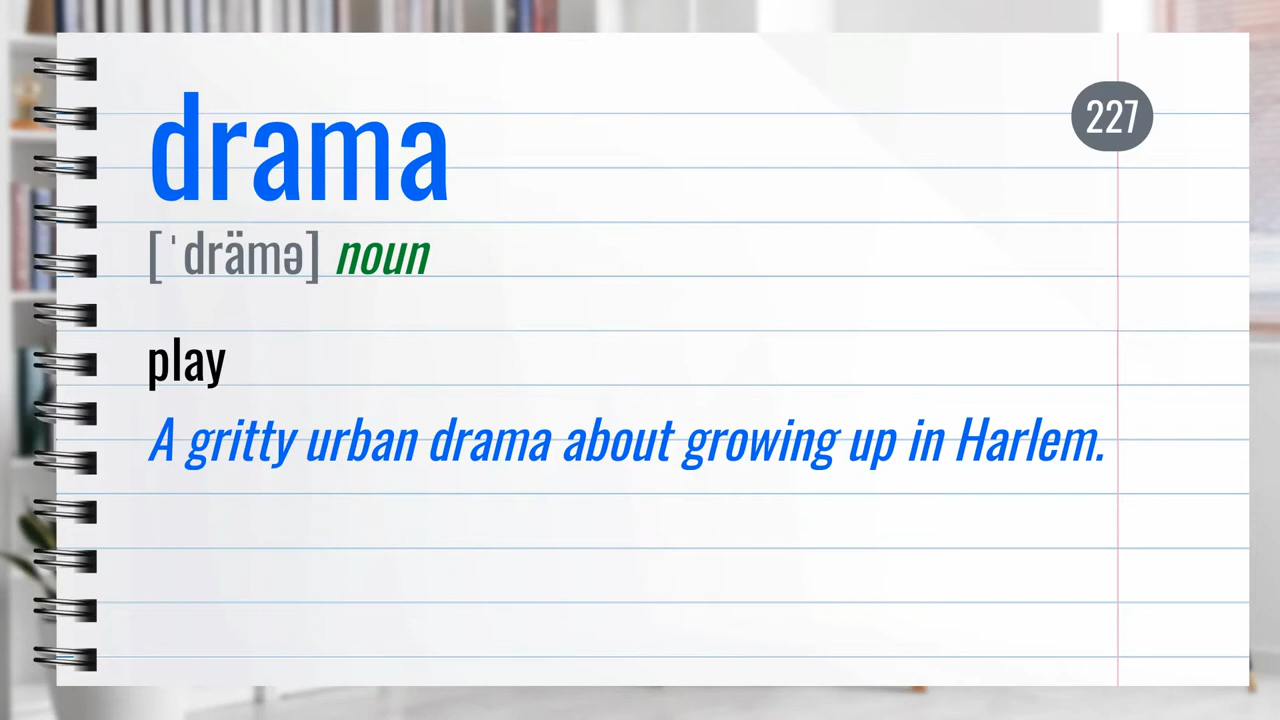 drama
227
[ˈdrämə] noun
play
A gritty urban drama about growing up in Harlem.